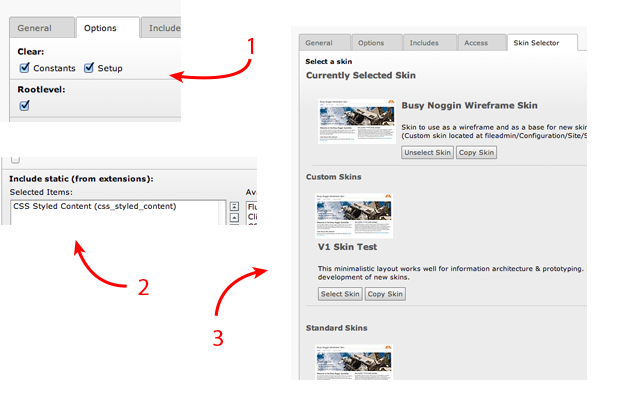 General Options Include
Clear:
Constants Setup
Rootlevel:
1
Include static (from extensions):
Selected Items:
CSS Styled Content (css_styled_content)
2
3
General Options Includes Access Skin Selector
Select a skin
Currently Selected Skin
Busy Noggin Wireframe Skin
Skin to use as a wireframe and as a base for new skin
(Custom skin located at fileadmin/Configuration/Site/S
Unselect Skin Copy Skin
Custom Skins
V1 Skin Test
This minimalistic layout works well for information architecture & prototyping.
development of new skins.
Select Skin Copy Skin
Standard Skins